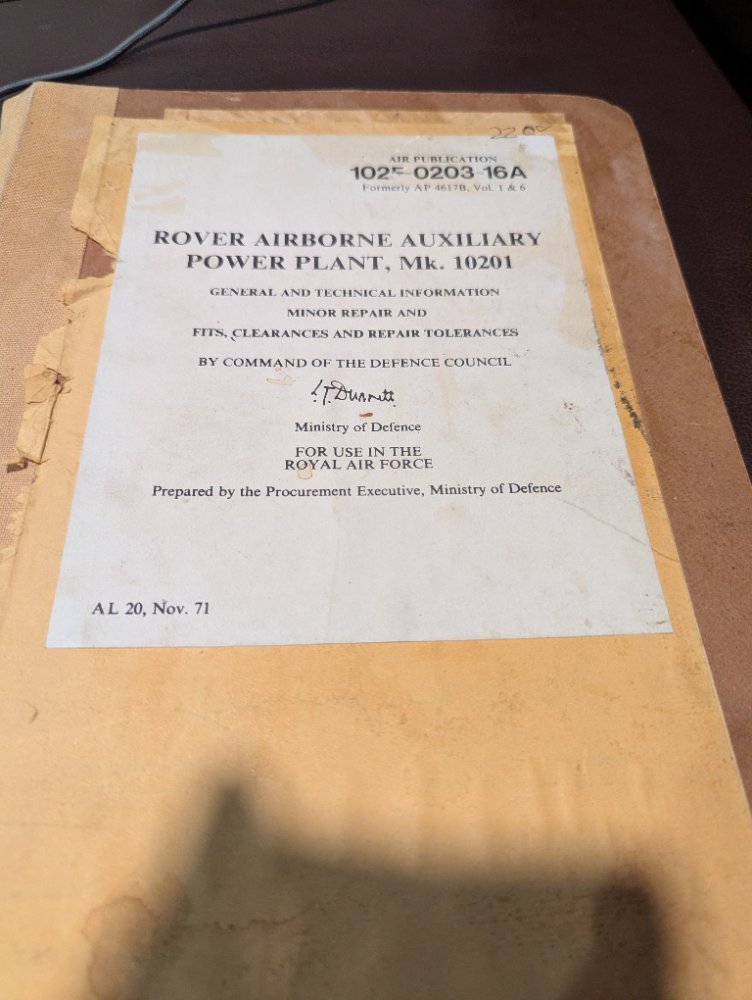 22.00
AIR PUBLICATION
102F-0203-16A
Formerly AP 4617B, Vol. 1 & 6
ROVER AIRBORNE AUXILIARY
POWER PLANT, Mk. 10201
GENERAL AND TECHNICAL INFORMATION
MINOR REPAIR AND
FITS, CLEARANCES AND REPAIR TOLERANCES
BY COMMAND OF THE DEFENCE COUNCIL
Ministry of Defence
FOR USE IN THE
ROYAL AIR FORCE
Prepared by the Procurement Executive, Ministry of Defence
AL 20, Nov. 71